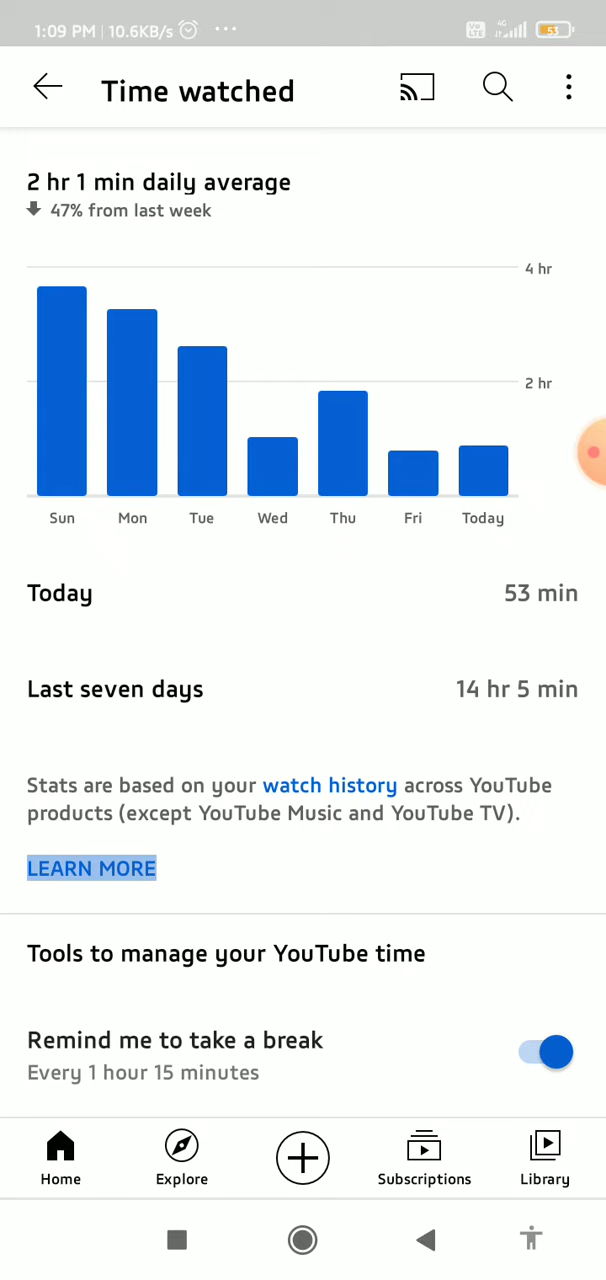 1:09 PM | 10.6KB/s ...
Vo LTE 4G 53
Time watched
2 hr 1 min daily average
47% from last week
4 hr
2 hr
Sun Mon Tue Wed Thu Fri Today
Today 53 min
Last seven days 14 hr 5 min
Stats are based on your watch history across YouTube
products (except YouTube Music and YouTube TV).
LEARN MORE
Tools to manage your YouTube time
Remind me to take a break
Every 1 hour 15 minutes
Home Explore Subscriptions Library